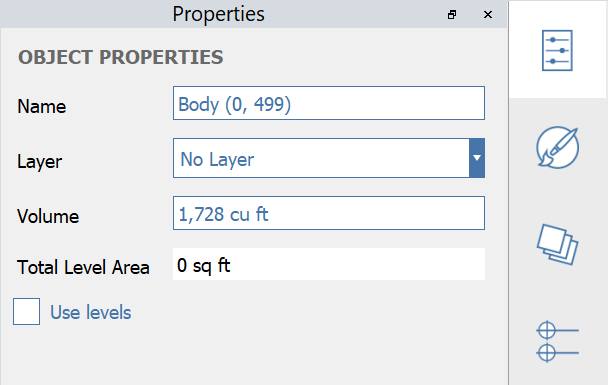 Properties
OBJECT PROPERTIES
Name Body (0, 499)
Layer No Layer
Volume 1,728 cu ft
Total Level Area 0 sq ft
Use levels